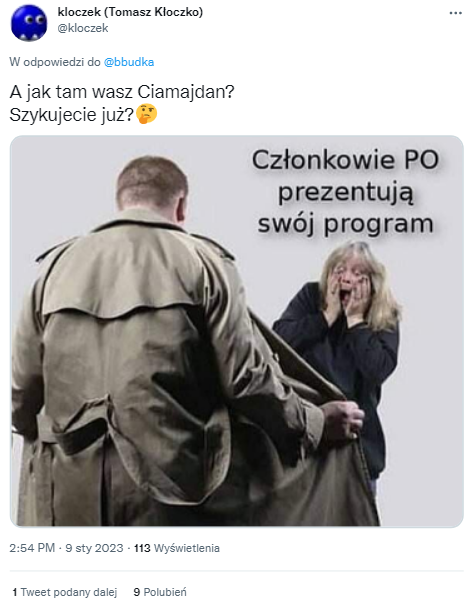 kloczek (Tomasz Kłoczko)
@kloczek
W odpowiedzi do @bbudka
A jak tam wasz Ciamajdan?
Szykujecie już?🤔
Członkowie PO
prezentują
swój program
2:54 PM · 9 sty 2023 · 113 Wyświetlenia
1 Tweet podany dalej 9 Polubień